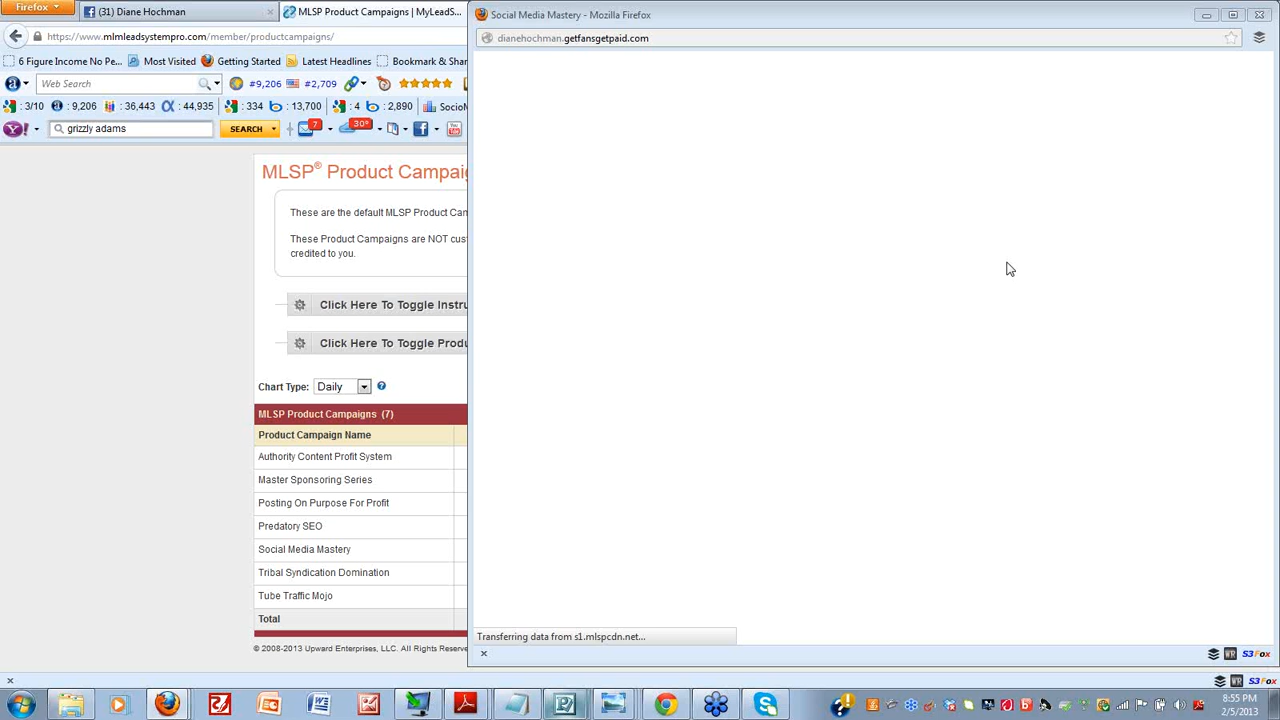 Firefox
(31) Diane Hochman
MLSP Product Campaigns | MyLeadS...
https://www.mlmleadsystempro.com/member/productcampaigns/
6 Figure Income No Pe...
Most Visited
Getting Started
Latest Headlines
Bookmark & Shar
Web Search
#9,206
#2,709
: 3/10
: 9,206
: 36,443
: 44,935
: 334
: 13,700
: 4
: 2,890
SocioM
grizzly adams
SEARCH
7
30°
MLSP® Product Campaig
These are the default MLSP Product Cam
These Product Campaigns are NOT cust
credited to you.
Click Here To Toggle Instru
Click Here To Toggle Produ
Chart Type:
Daily
MLSP Product Campaigns (7)
Product Campaign Name
Authority Content Profit System
Master Sponsoring Series
Posting On Purpose For Profit
Predatory SEO
Social Media Mastery
Tribal Syndication Domination
Tube Traffic Mojo
Total
© 2008-2013 Upward Enterprises, LLC. All Rights Reserve
Social Media Mastery - Mozilla Firefox
dianehochman.getfansgetpaid.com
Transferring data from s1.mlspcdn.net...
S3Fox
S3Fox
8:55 PM
2/5/2013